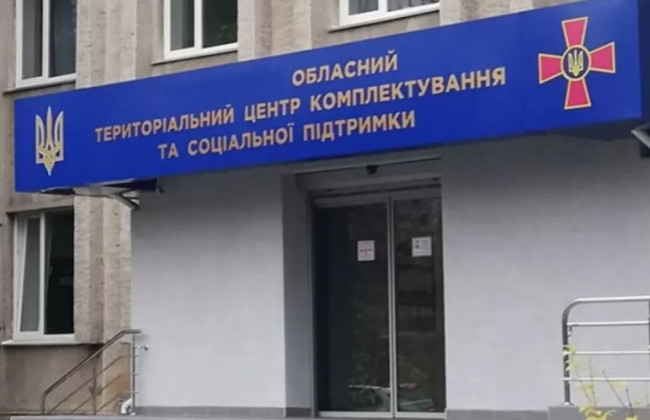 ОБЛАСНИЙ
ТЕРИТОРІАЛЬНИЙ ЦЕНТР КОМПЛЕКТУВАННЯ
ТА СОЦІАЛЬНОЇ ПІДТРИМКИ